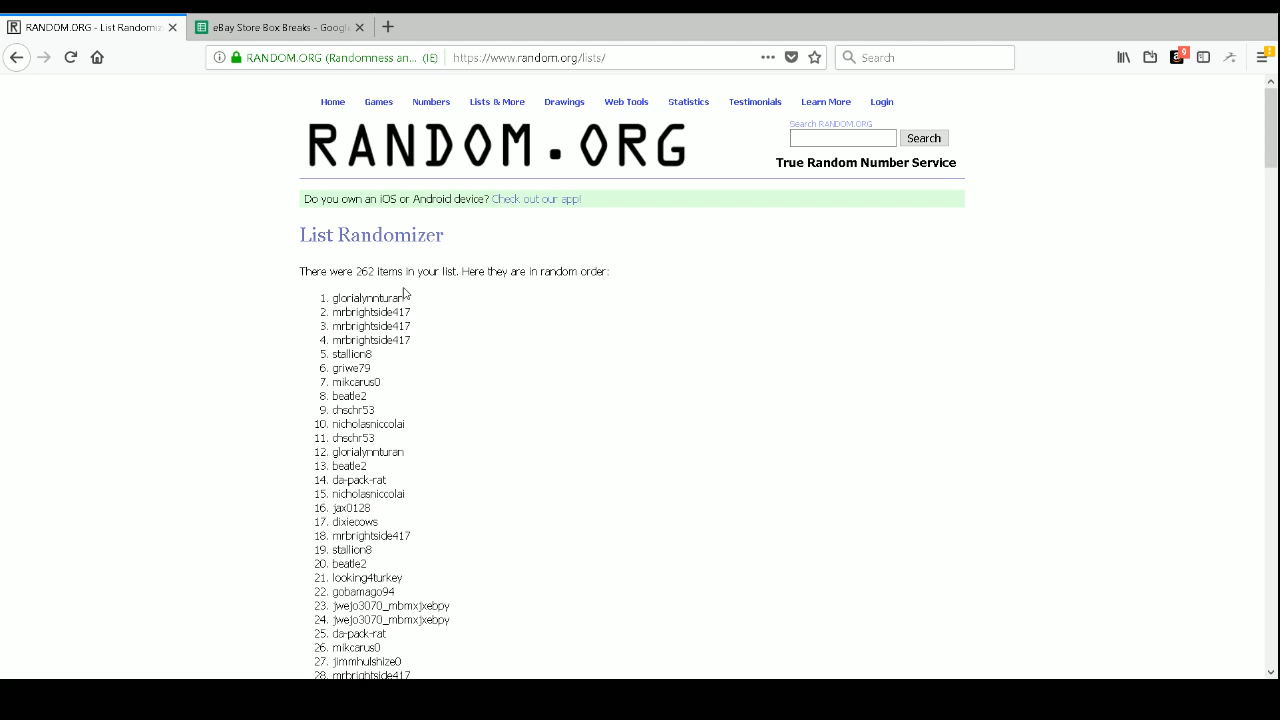 RANDOM.ORG - List Randomiz
eBay Store Box Breaks - Googl
RANDOM.ORG (Randomness an... (IE)
https://www.random.org/lists/
Search
9
Home Games Numbers Lists & More Drawings Web Tools Statistics Testimonials Learn More Login
Search RANDOM.ORG
RANDOM.ORG
Search
True Random Number Service
Do you own an iOS or Android device? Check out our app!
List Randomizer
There were 262 items in your list. Here they are in random order:
1. glorialynnturan
2. mrbrightside417
3. mrbrightside417
4. mrbrightside417
5. stallion8
6. griwe79
7. mikcarus0
8. beatle2
9. chschr53
10. nicholasniccolai
11. chschr53
12. glorialynnturan
13. beatle2
14. da-pack-rat
15. nicholasniccolai
16. jax0128
17. dixiecows
18. mrbrightside417
19. stallion8
20. beatle2
21. looking4turkey
22. gobamago94
23. jwejo3070_mbmxjxebpy
24. jwejo3070_mbmxjxebpy
25. da-pack-rat
26. mikcarus0
27. jimmhulshize0
28. mrbrightside417